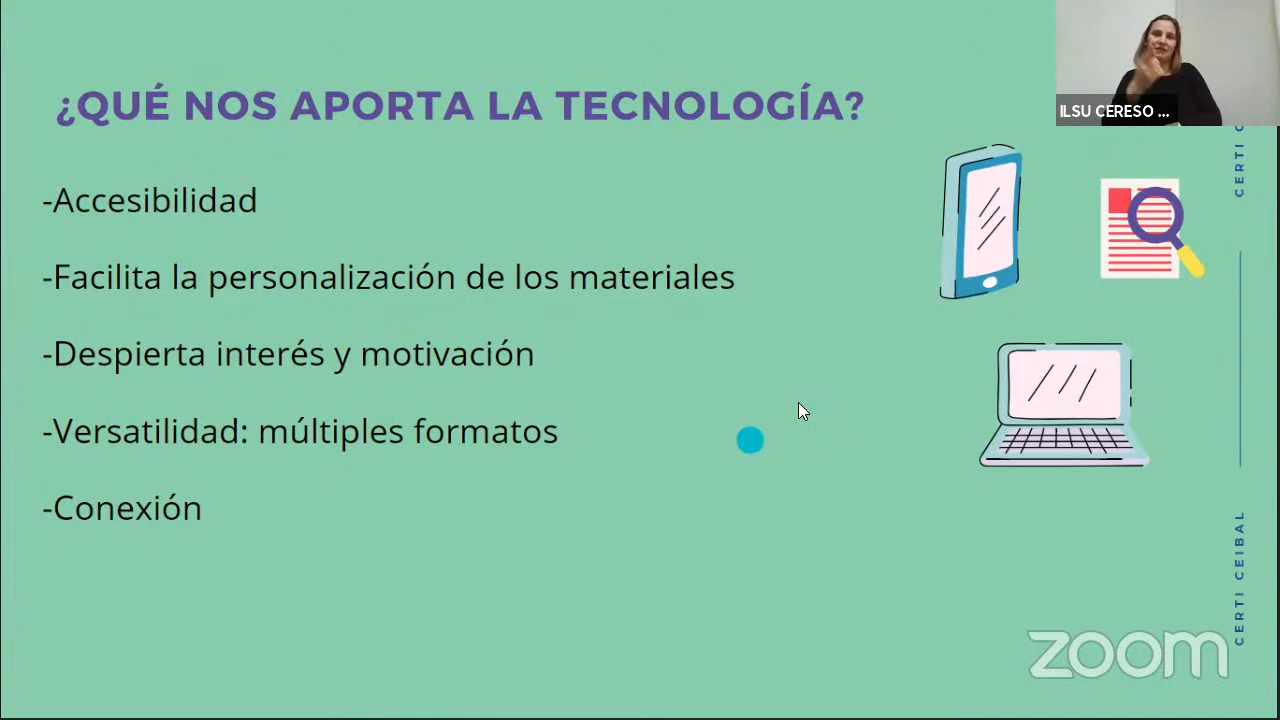 ¿QUÉ NOS APORTA LA TECNOLOGÍA?
-Accesibilidad
-Facilita la personalización de los materiales
-Despierta interés y motivación
-Versatilidad: múltiples formatos
-Conexión
ILSU CERESO ...
CERTI
CERTI CEIBAL
zoom